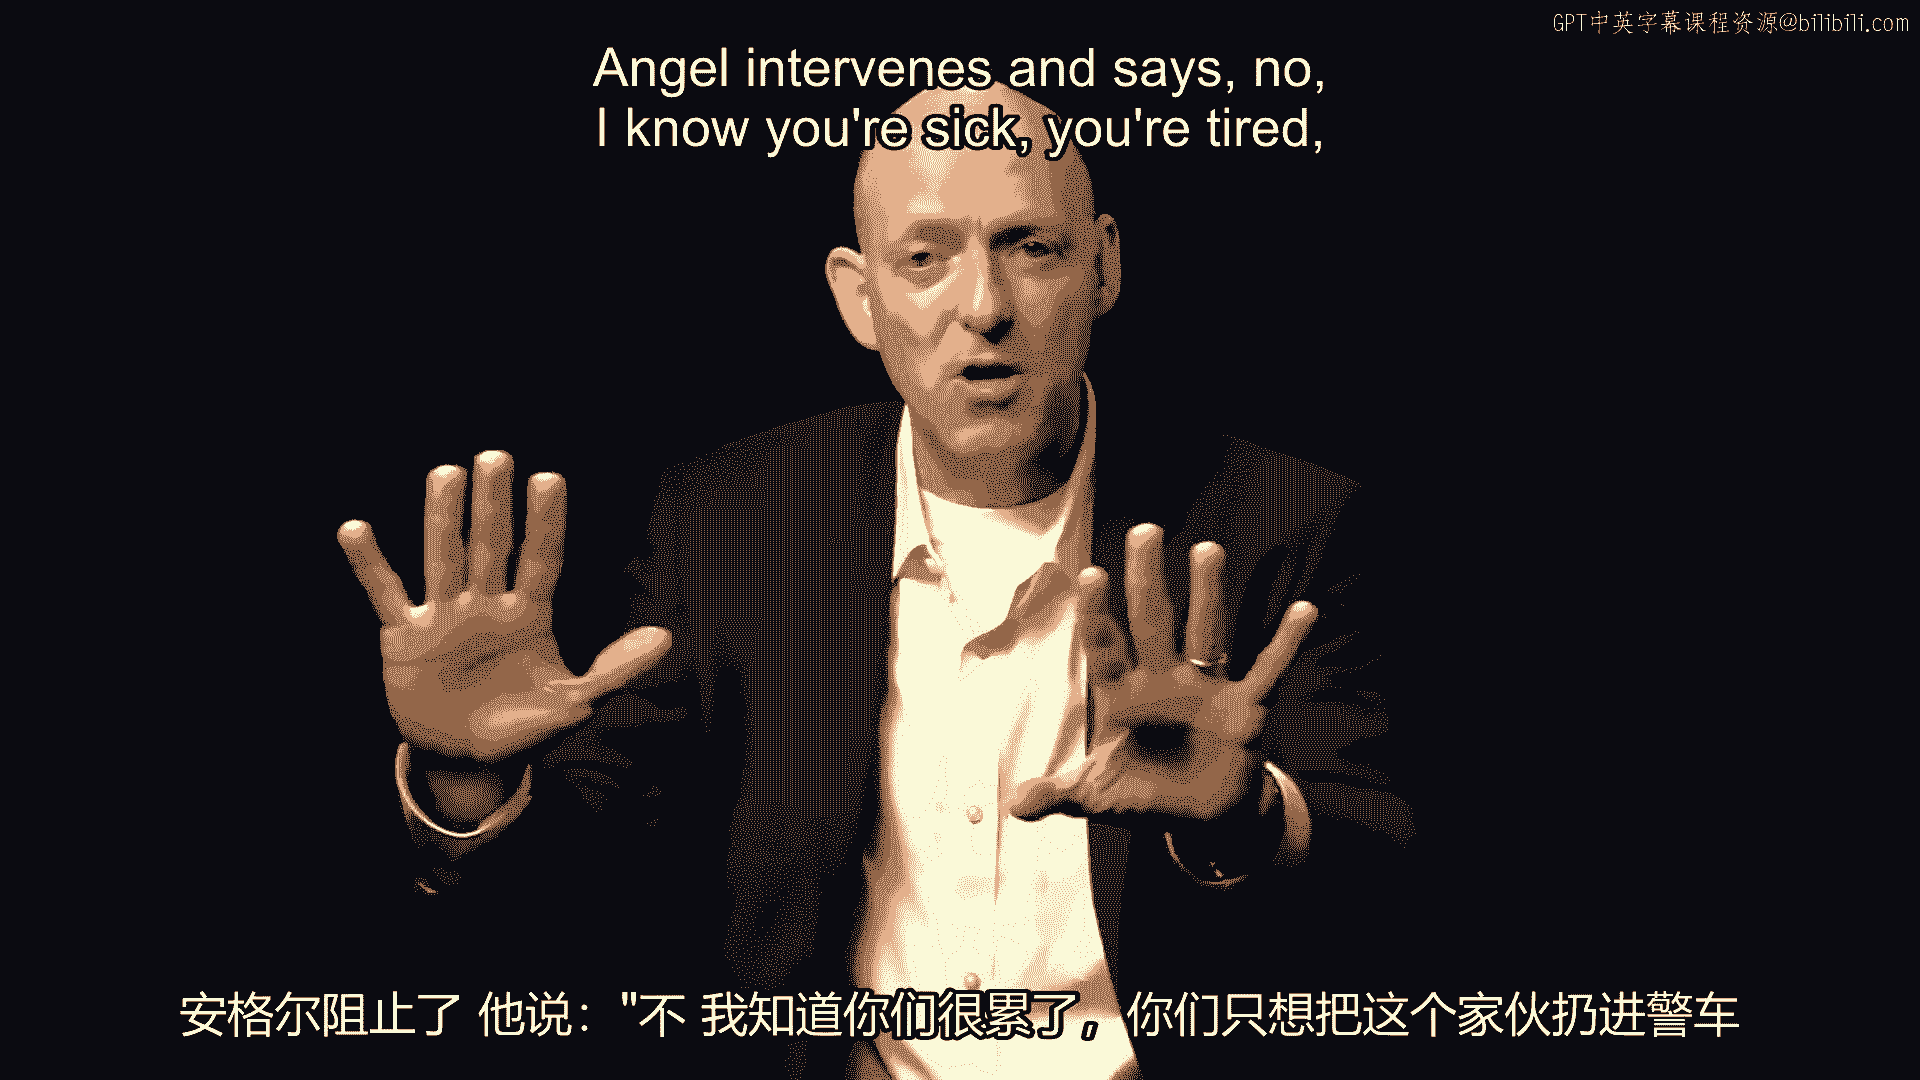 GPT中英字幕课程资源@bilibili.com
Angel intervenes and says, no,
I know you're sick, you're tired,
安格尔阻止了 他说："不 我知道你们很累了，你们只想把这个家伙扔进警车